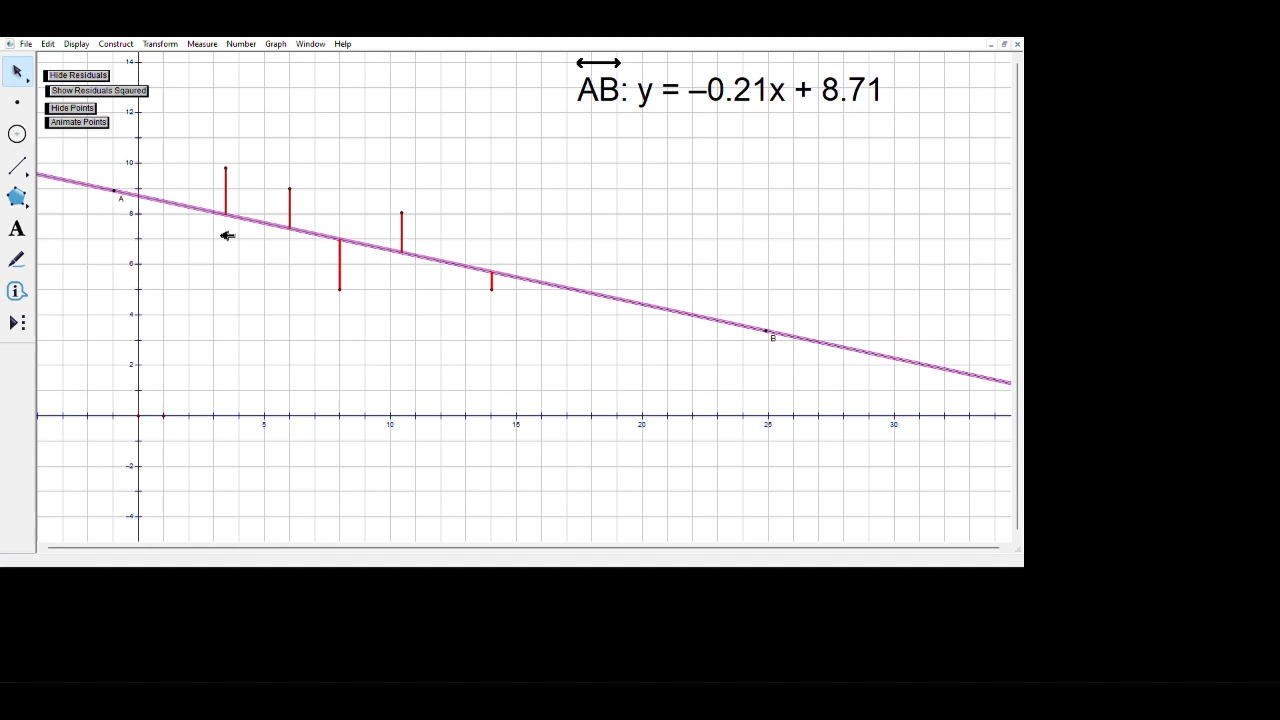 File Edit Display Construct Transform Measure Number Graph Window Help
Hide Residuals
Show Residuals Sqaured
Hide Points
Animate Points
AB: y = –0.21x + 8.71
14
12
10
8
6
4
2
-2
-4
5 10 15 20 25 30
A
B
A